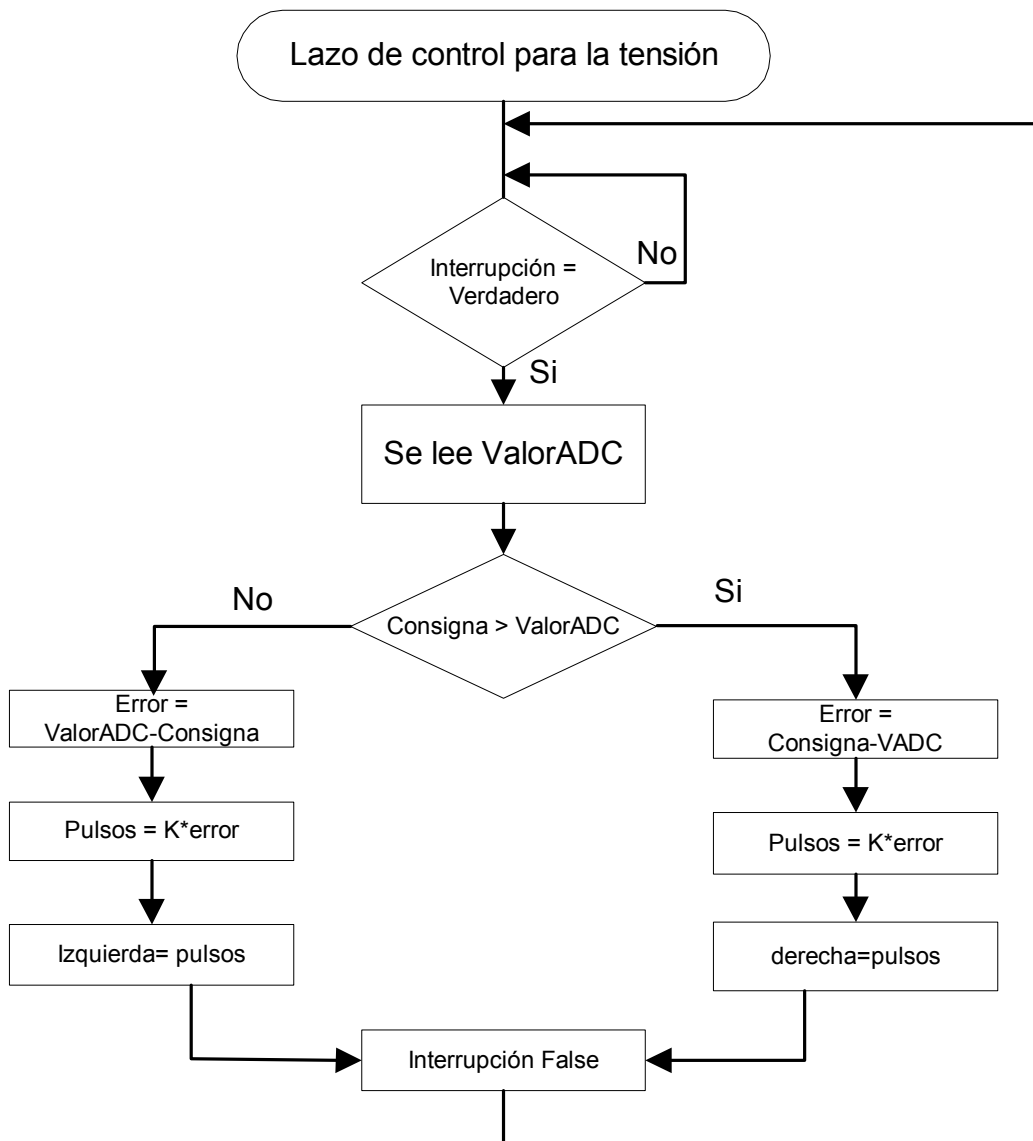 Lazo de control para la tensión
No
Interrupción =
Verdadero
Si
Se lee ValorADC
No
Si
Consigna > ValorADC
Error =
ValorADC-Consigna
Error =
Consigna-VADC
Pulsos = K*error
Pulsos = K*error
Izquierda= pulsos
derecha=pulsos
Interrupción False